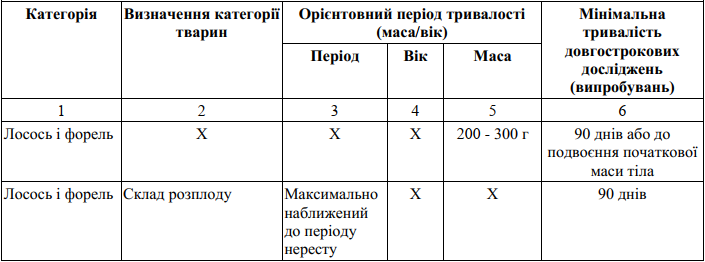 Категорія
Визначення категорії
тварин
Орієнтовний період тривалості
(маса/вік)
Мінімальна
тривалість
довгострокових
досліджень
(випробувань)
Період
Вік
Маса
1 2 3 4 5 6
Лосось і форель X X X 200 - 300 г 90 днів або до
подвоєння початкової
маси тіла
Лосось і форель Склад розплоду Максимально X X 90 днів
наближений
до періоду
нересту